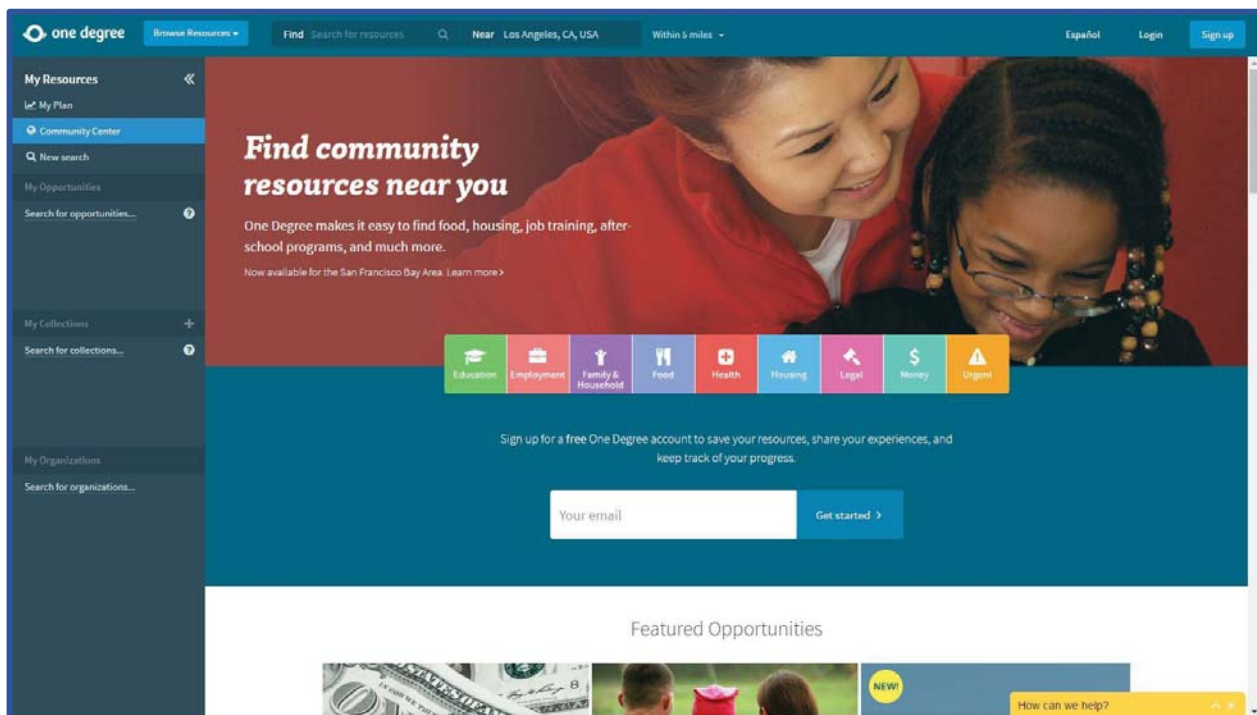 one degree
Browse Resources
Find Search for resources
Near Los Angeles, CA, USA
Within 5 miles
Español
Login
Sign up
My Resources
My Plan
Community Center
New search
My Opportunities
Search for opportunities...
My Collections
Search for collections...
My Organizations
Search for organizations...
Find community
resources near you
One Degree makes it easy to find food, housing, job training, after-
school programs, and much more.
Now available for the San Francisco Bay Area. Learn more >
Education
Employment
Family &
Household
Food
Health
Housing
Legal
Money
Urgent
Sign up for a free One Degree account to save your resources, share your experiences, and
keep track of your progress.
Your email
Get started >
Featured Opportunities
NEW!
How can we help?